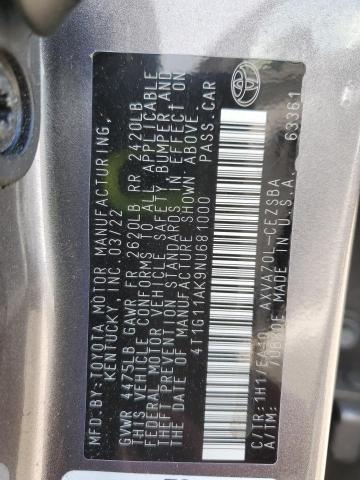 MFD.BY: TOYOTA MOTOR MANUFACTURING,
KENTUCKY, INC. 03/22
GVWR 4475LB GAWR FR 2620LB RR 2420LB
THIS VEHICLE CONFORMS TO ALL APPLICABLE
FEDERAL MOTOR VEHICLE SAFETY, BUMPER AND
THEFT PREVENTION STANDARDS IN EFFECT ON
THE DATE OF MANUFACTURE SHOWN ABOVE.
4T1G11AK9NU681000 PASS.CAR
C/TR: 1H1/FA30 AXVA70L-CEZSBA
A/TM: /UB80E MADE IN U.S.A. 63361